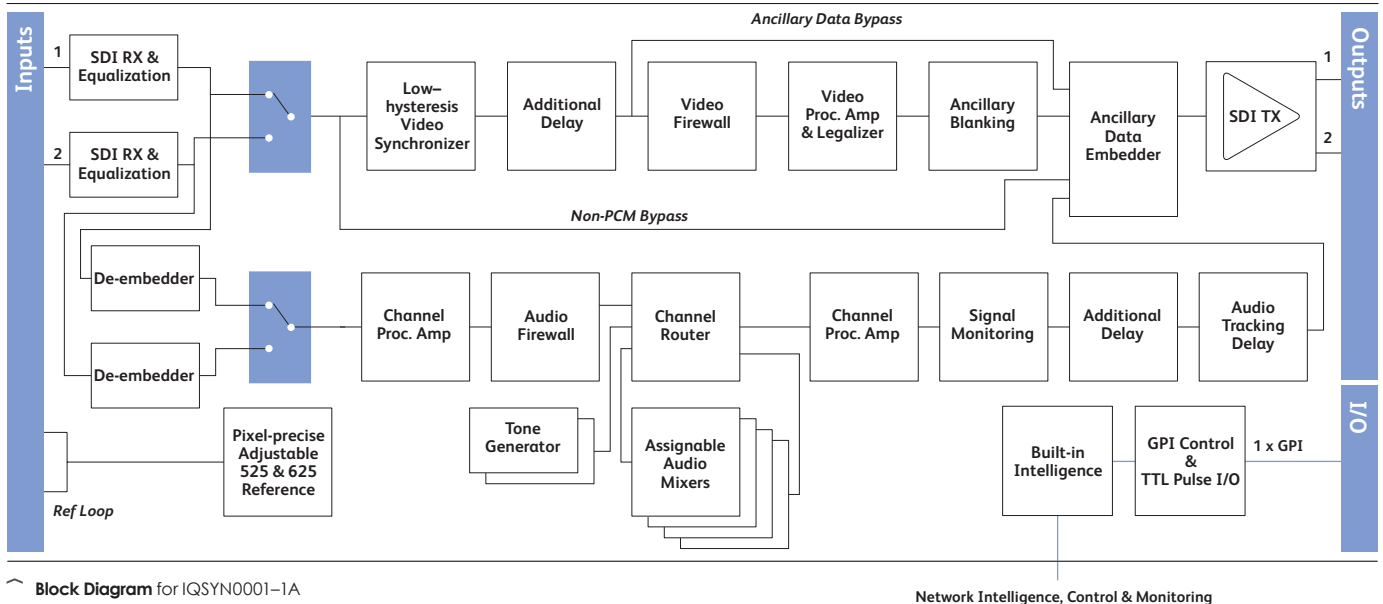 Inputs
1
SDI RX &
Equalization
2
SDI RX &
Equalization
Low–
hysteresis
Video
Synchronizer
Additional
Delay
Ancillary Data Bypass
Video
Firewall
Video
Proc. Amp
& Legalizer
Ancillary
Blanking
Ancillary
Data
Embedder
SDI TX
1
2
Outputs
Non-PCM Bypass
De-embedder
De-embedder
Channel
Proc. Amp
Audio
Firewall
Channel
Router
Channel
Proc. Amp
Signal
Monitoring
Additional
Delay
Audio
Tracking
Delay
Ref Loop
Pixel-precise
Adjustable
525 & 625
Reference
Tone
Generator
Assignable
Audio
Mixers
Built-in
Intelligence
GPI Control
&
TTL Pulse I/O
1 x GPI
I/O
Block Diagram for IQSYN0001–1A
Network Intelligence, Control & Monitoring